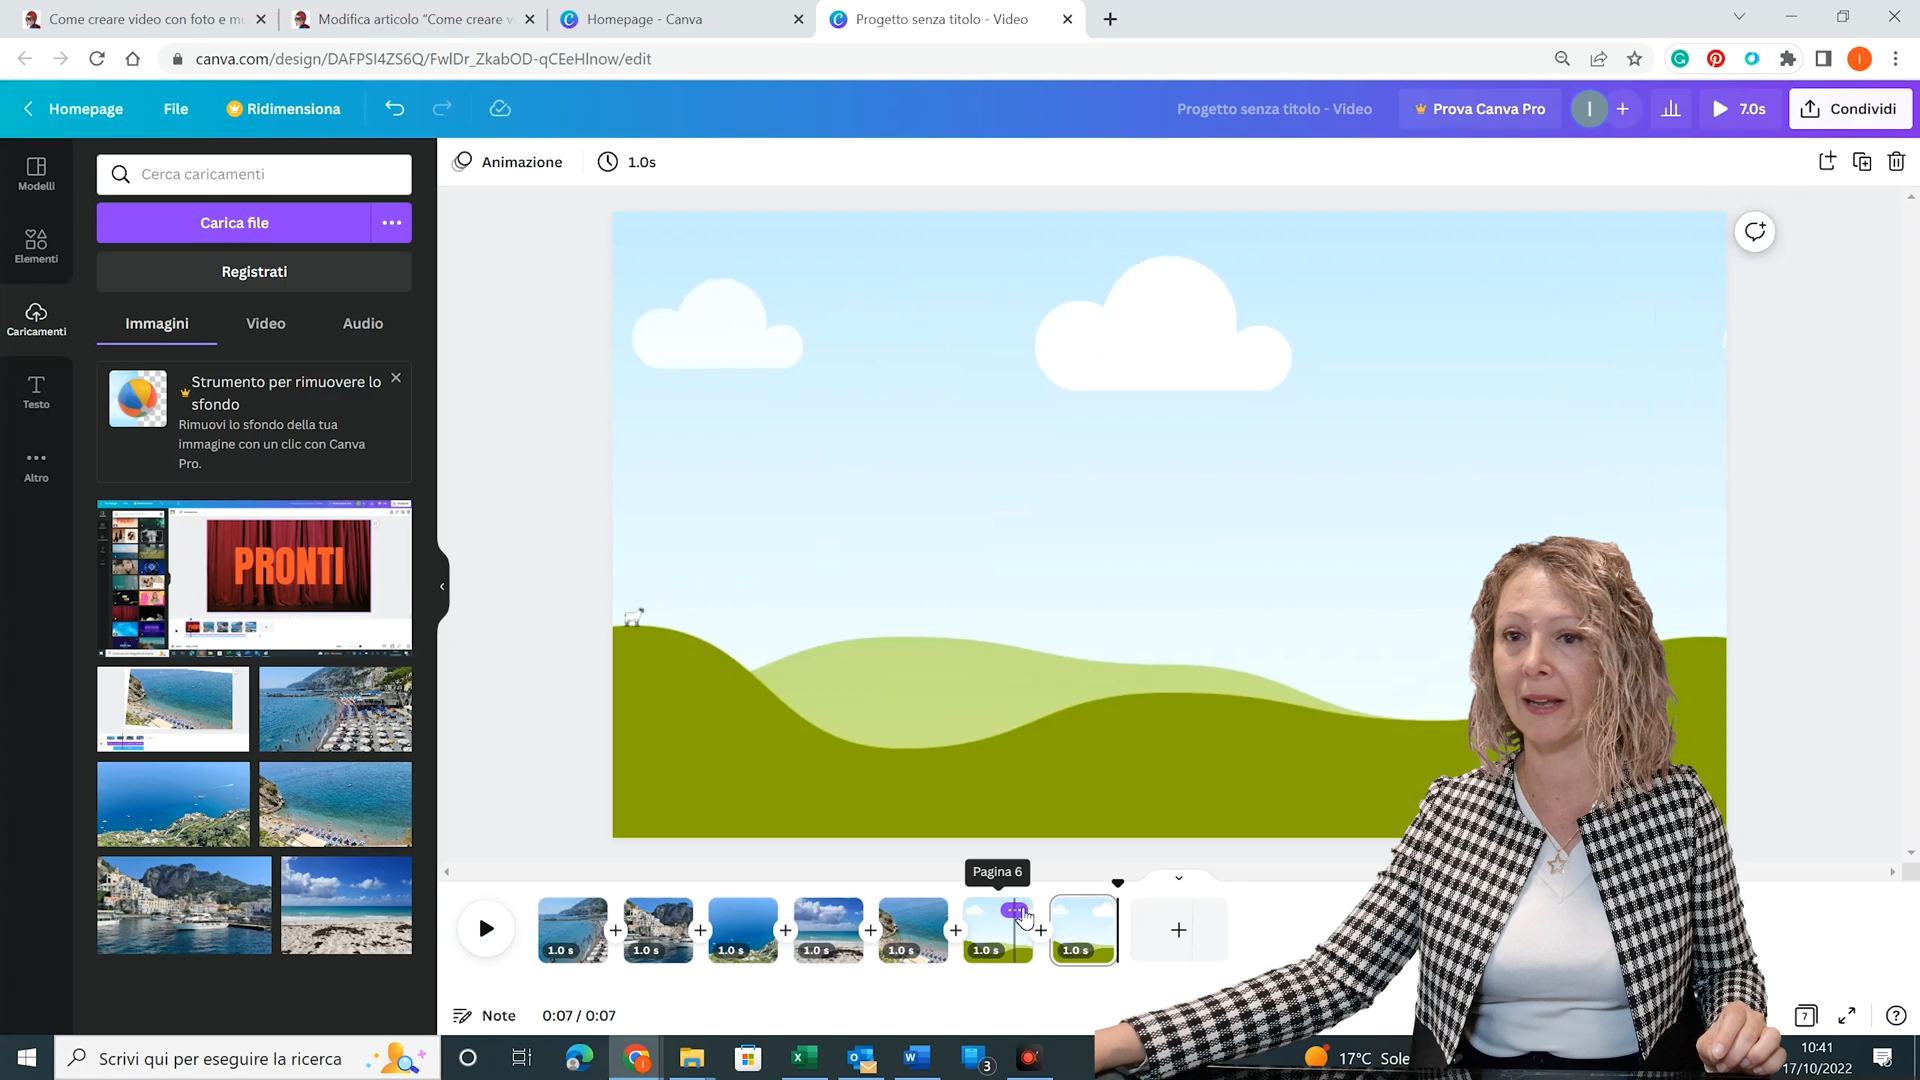 Come creare video con foto e mu
Modifica articolo "Come creare v
Homepage - Canva
Progetto senza titolo - Video
canva.com/design/DAFPSI4ZS6Q/FwlDr_ZkabOD-qCEeHlnow/edit
I
Homepage
File
Ridimensiona
Progetto senza titolo - Video
Prova Canva Pro
I
7.0s
Condividi
Modelli
Elementi
Caricamenti
Testo
Altro
Cerca caricamenti
Carica file
Registrati
Immagini
Video
Audio
Strumento per rimuovere lo
sfondo
Rimuovi lo sfondo della tua
immagine con un clic con Canva
Pro.
PRONTI
Animazione
1.0s
Pagina 6
1.0 s
1.0 s
1.0 s
1.0 s
1.0 s
1.0 s
1.0 s
Note
0:07 / 0:07
7
Scrivi qui per eseguire la ricerca
3
17°C Sole
10:41
17/10/2022